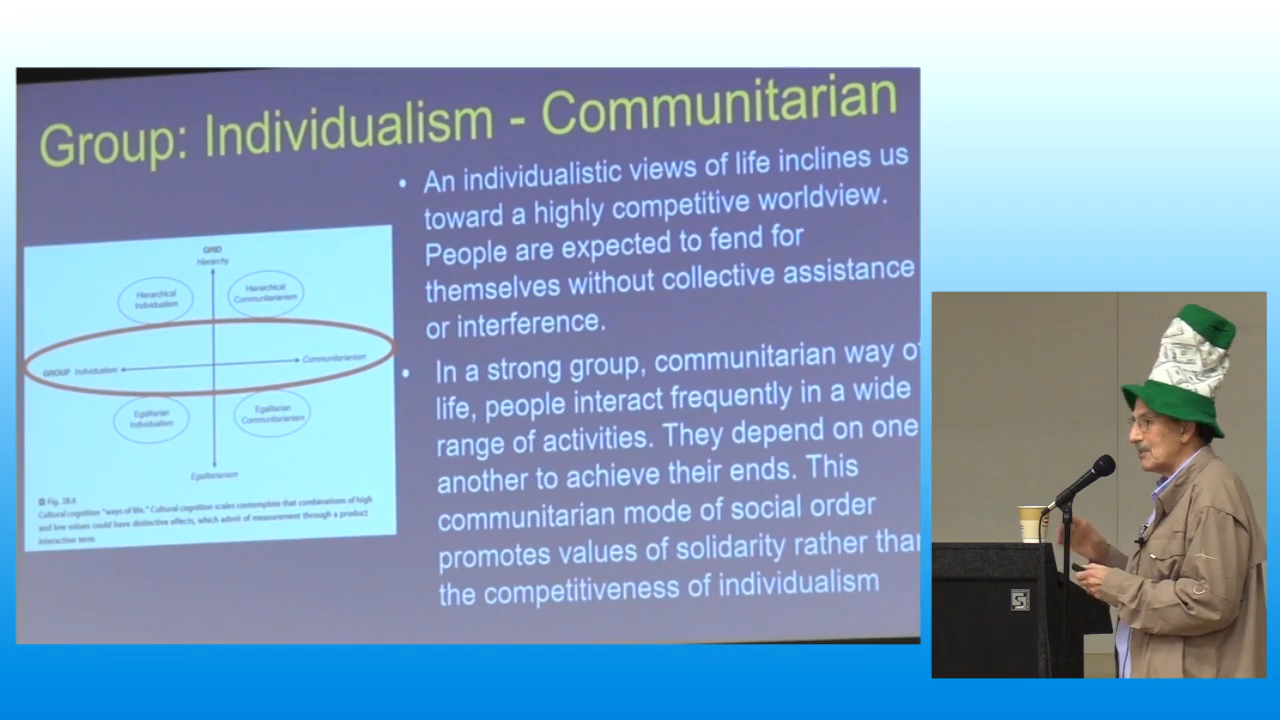 Group: Individualism - Communitarian
• An individualistic views of life inclines us
toward a highly competitive worldview.
People are expected to fend for
themselves without collective assistance
or interference.
• In a strong group, communitarian way o
life, people interact frequently in a wide
range of activities. They depend on one
another to achieve their ends. This
communitarian mode of social order
promotes values of solidarity rather tha
the competitiveness of individualism
GRID
Hierarchy
Hierarchical
Individualism
Hierarchical
Communitarianism
GROUP Individualism
Communitarianism
Egalitarian
Individualism
Egalitarian
Communitarianism
Egalitarianism
Fig. 28.6
Cultural cognition "ways of life." Cultural cognition scales contemplate that combinations of high
and low values could have distinctive effects, which admit of measurement through a product
interaction term